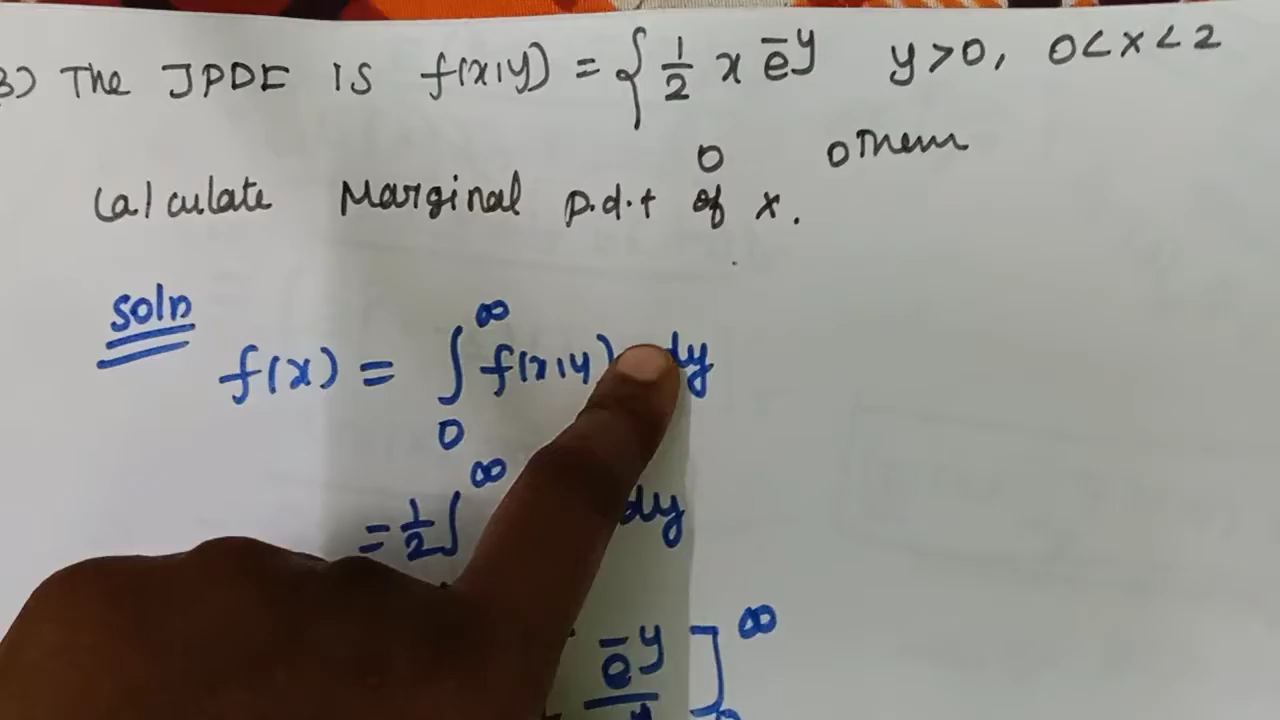 3) The JPDF IS f(x,y) = { 1/2 x e^-y y>0, 0<x<2
0 otherw
Calculate Marginal p.d.f of x.
Soln
f(x) = ∫_0^∞ f(x,y) dy
= 1/2 ∫^∞ dy
e^-y ]^∞